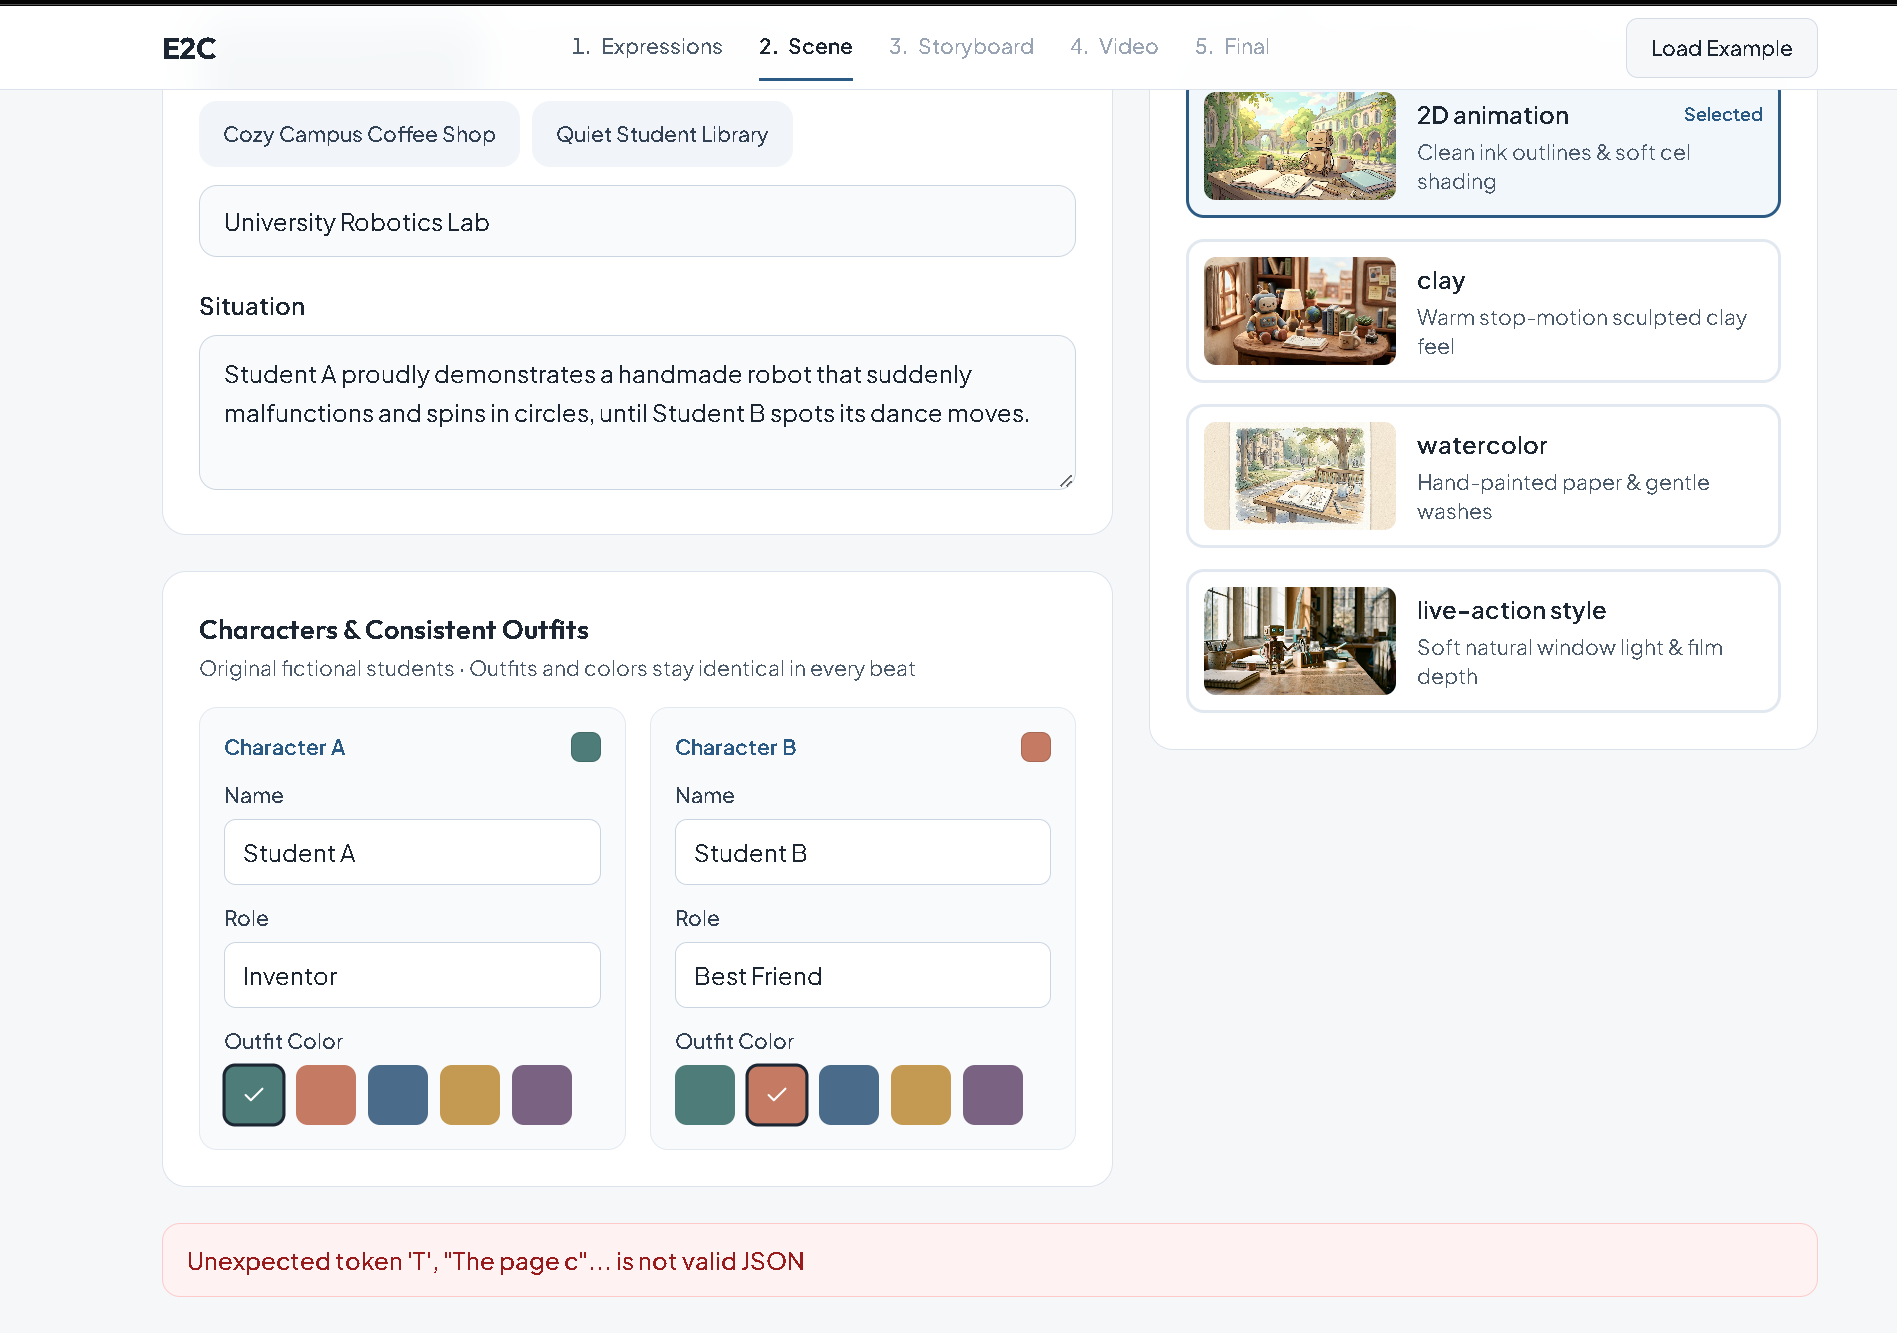 E2C
1. Expressions
2. Scene
3. Storyboard
4. Video
5. Final
Load Example
Cozy Campus Coffee Shop
Quiet Student Library
University Robotics Lab
Situation
Student A proudly demonstrates a handmade robot that suddenly
malfunctions and spins in circles, until Student B spots its dance moves.
Characters & Consistent Outfits
Original fictional students · Outfits and colors stay identical in every beat
Character A
Name
Student A
Role
Inventor
Outfit Color
Character B
Name
Student B
Role
Best Friend
Outfit Color
2D animation
Selected
Clean ink outlines & soft cel
shading
clay
Warm stop-motion sculpted clay
feel
watercolor
Hand-painted paper & gentle
washes
live-action style
Soft natural window light & film
depth
Unexpected token 'T', "The page c"... is not valid JSON